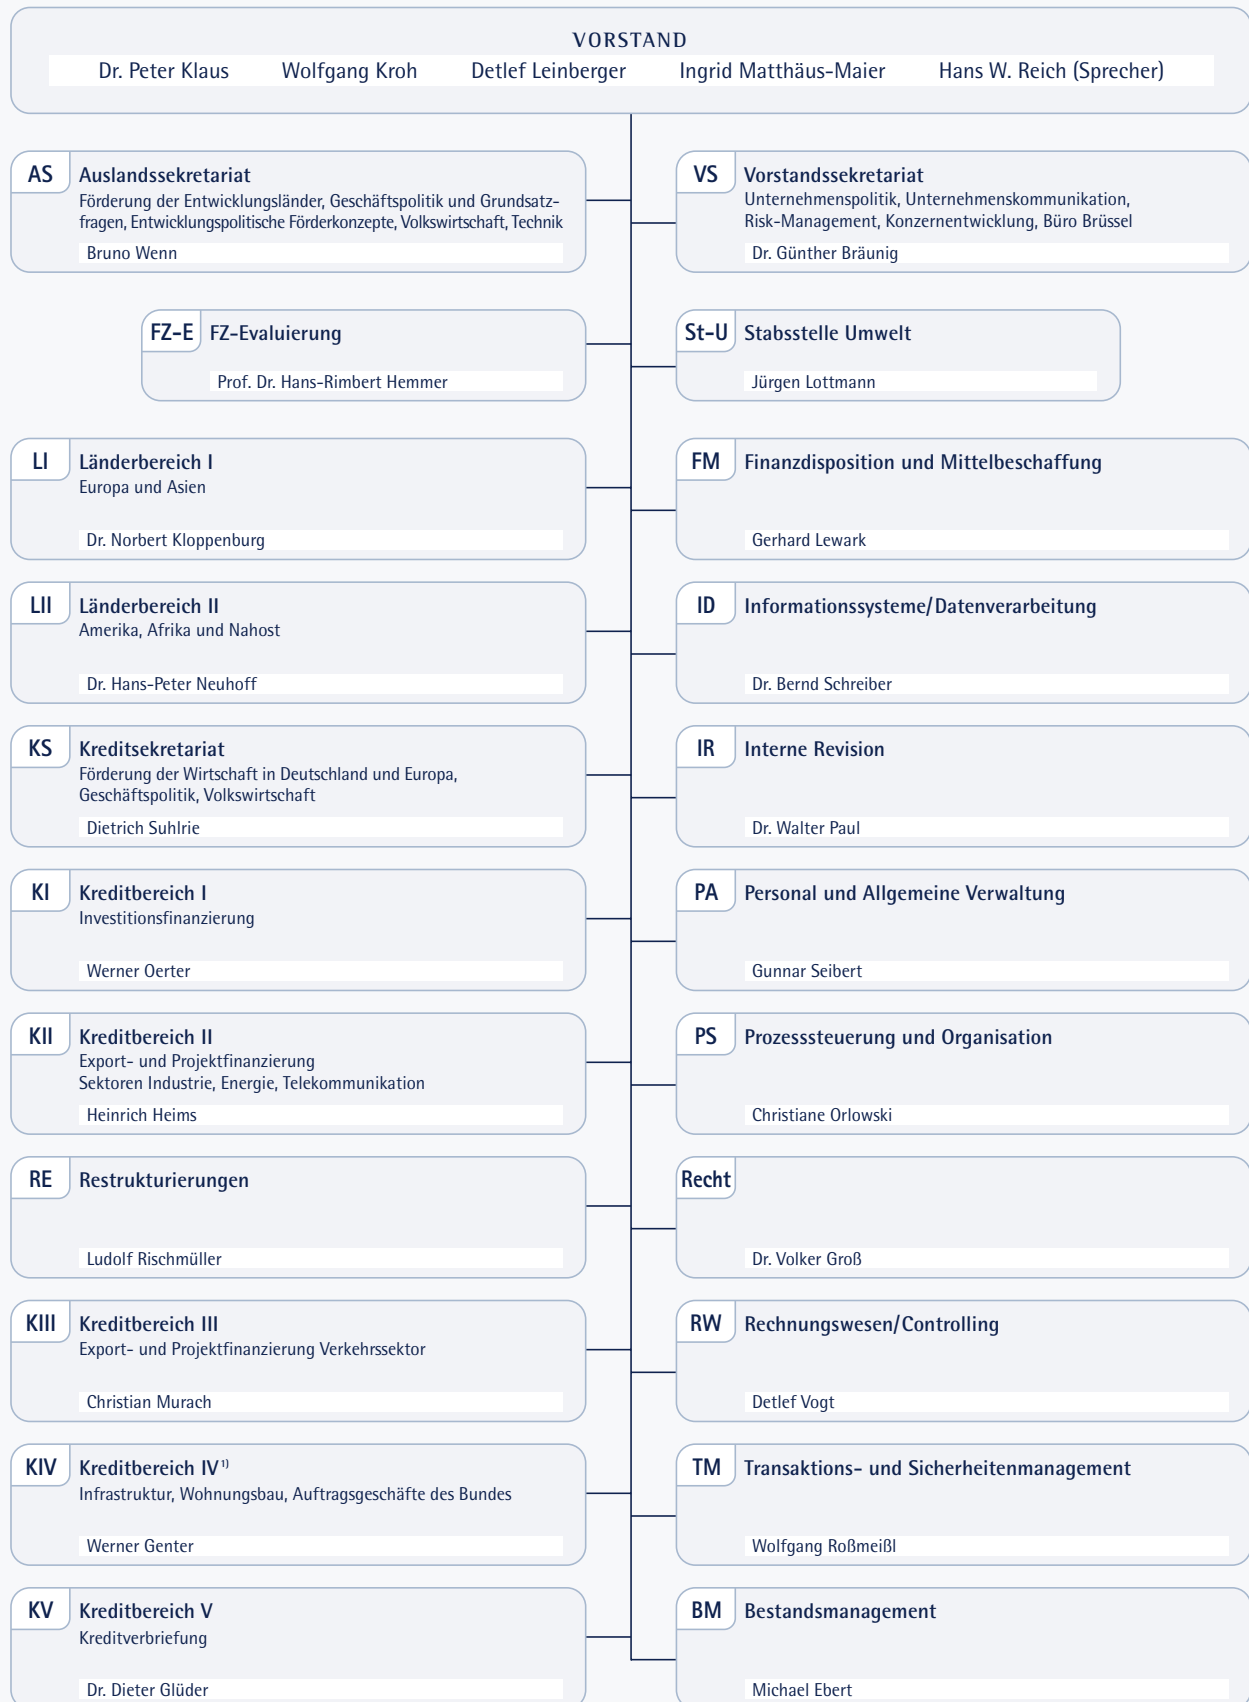 VORSTAND
Dr. Peter Klaus Wolfgang Kroh Detlef Leinberger Ingrid Matthäus-Maier Hans W. Reich (Sprecher)
AS Auslandssekretariat
Förderung der Entwicklungsländer, Geschäftspolitik und Grundsatz-
fragen, Entwicklungspolitische Förderkonzepte, Volkswirtschaft, Technik
Bruno Wenn
VS Vorstandssekretariat
Unternehmenspolitik, Unternehmenskommunikation,
Risk-Management, Konzernentwicklung, Büro Brüssel
Dr. Günther Bräunig
FZ-E FZ-Evaluierung
Prof. Dr. Hans-Rimbert Hemmer
St-U Stabsstelle Umwelt
Jürgen Lottmann
LI Länderbereich I
Europa und Asien
Dr. Norbert Kloppenburg
FM Finanzdisposition und Mittelbeschaffung
Gerhard Lewark
LII Länderbereich II
Amerika, Afrika und Nahost
Dr. Hans-Peter Neuhoff
ID Informationssysteme/Datenverarbeitung
Dr. Bernd Schreiber
KS Kreditsekretariat
Förderung der Wirtschaft in Deutschland und Europa,
Geschäftspolitik, Volkswirtschaft
Dietrich Suhlrie
IR Interne Revision
Dr. Walter Paul
KI Kreditbereich I
Investitionsfinanzierung
Werner Oerter
PA Personal und Allgemeine Verwaltung
Gunnar Seibert
KII Kreditbereich II
Export- und Projektfinanzierung
Sektoren Industrie, Energie, Telekommunikation
Heinrich Heims
PS Prozesssteuerung und Organisation
Christiane Orlowski
RE Restrukturierungen
Ludolf Rischmüller
Recht
Dr. Volker Groß
KIII Kreditbereich III
Export- und Projektfinanzierung Verkehrssektor
Christian Murach
RW Rechnungswesen/Controlling
Detlef Vogt
KIV Kreditbereich IV¹⁾
Infrastruktur, Wohnungsbau, Auftragsgeschäfte des Bundes
Werner Genter
TM Transaktions- und Sicherheitenmanagement
Wolfgang Roßmeißl
KV Kreditbereich V
Kreditverbriefung
Dr. Dieter Glüder
BM Bestandsmanagement
Michael Ebert